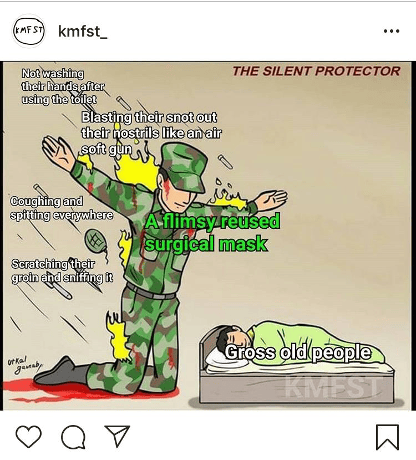 KMFST
kmfst_
THE SILENT PROTECTOR
Not washing
their hands after
using the toilet
Blasting their snot out
their nostrils like an air
soft gun
Coughing and
spitting everywhere
A flimsy reused
surgical mask
Scratching their
groin and sniffing it
Gross old people
KMFST